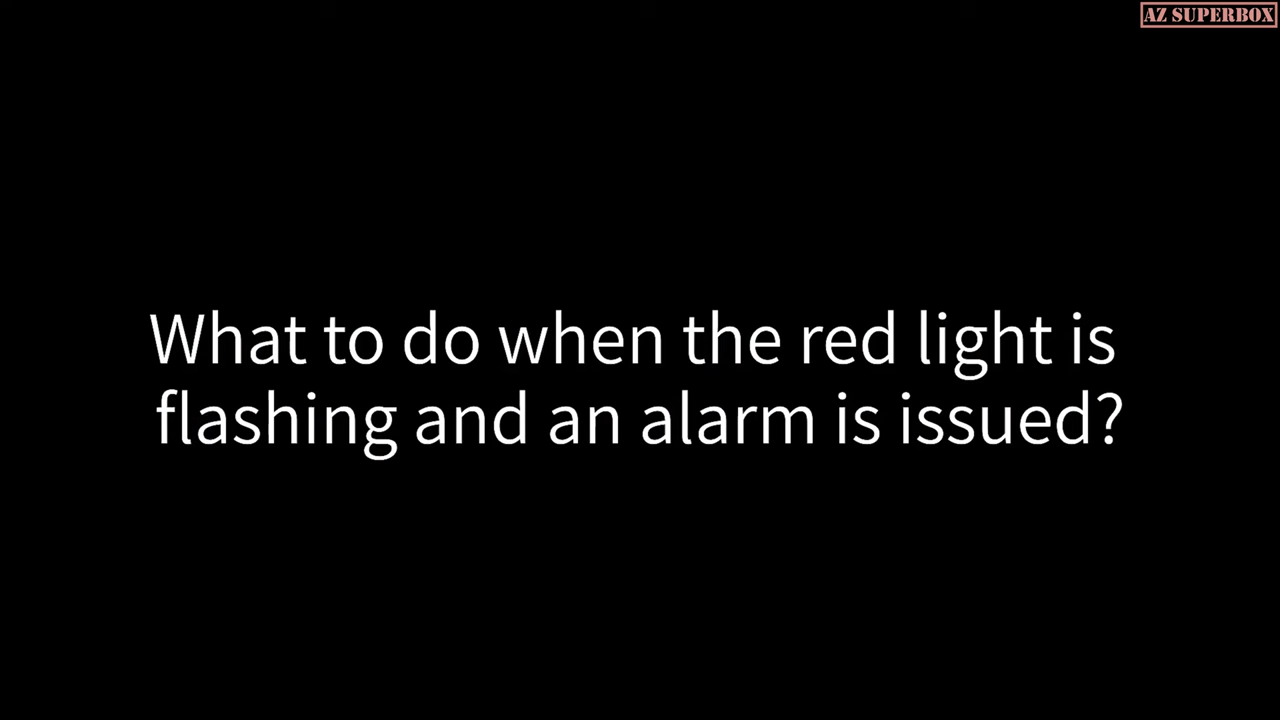 AZ SUPERBOX
What to do when the red light is
flashing and an alarm is issued?